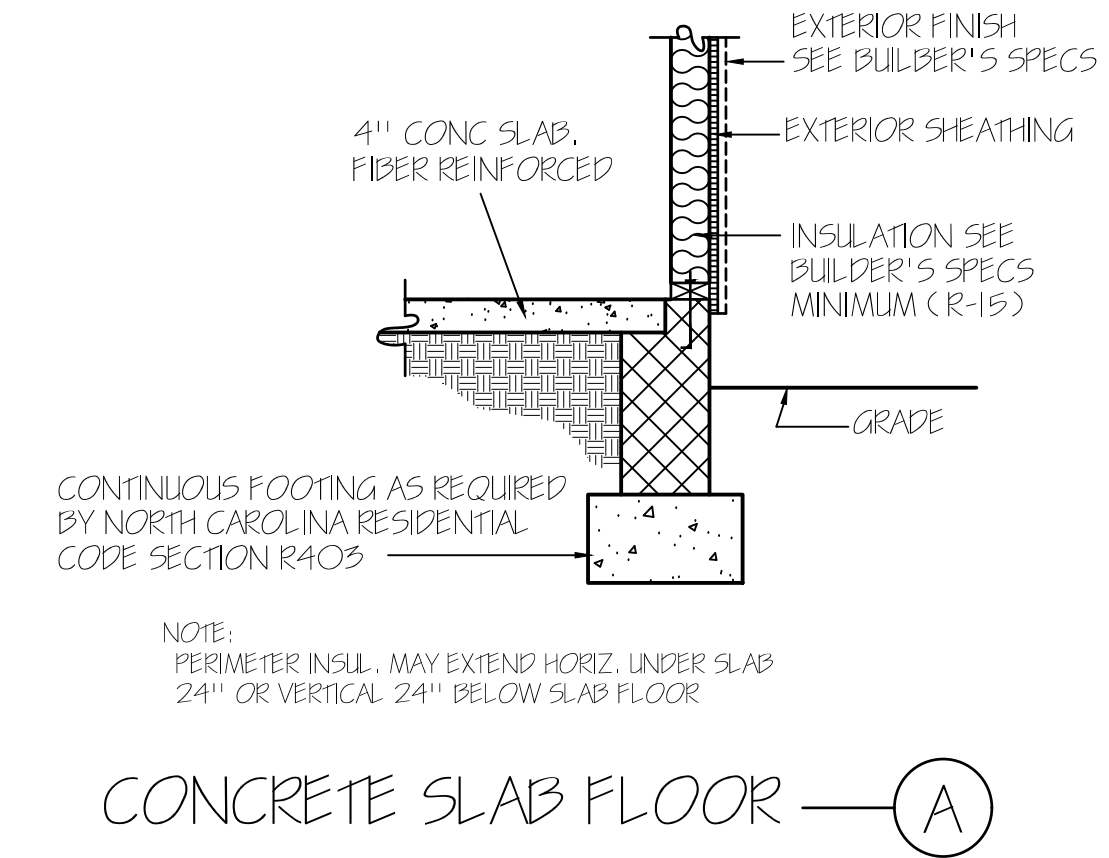 EXTERIOR FINISH
SEE BUILBER'S SPECS
4" CONC SLAB.
FIBER REINFORCED
EXTERIOR SHEATHING
INSULATION SEE
BUILDER'S SPECS
MINIMUM (R-15)
GRADE
CONTINUOUS FOOTING AS REQUIRED
BY NORTH CAROLINA RESIDENTIAL
CODE SECTION R403
NOTE:
PERIMETER INSUL. MAY EXTEND HORIZ. UNDER SLAB
24" OR VERTICAL 24" BELOW SLAB FLOOR
CONCRETE SLAB FLOOR A